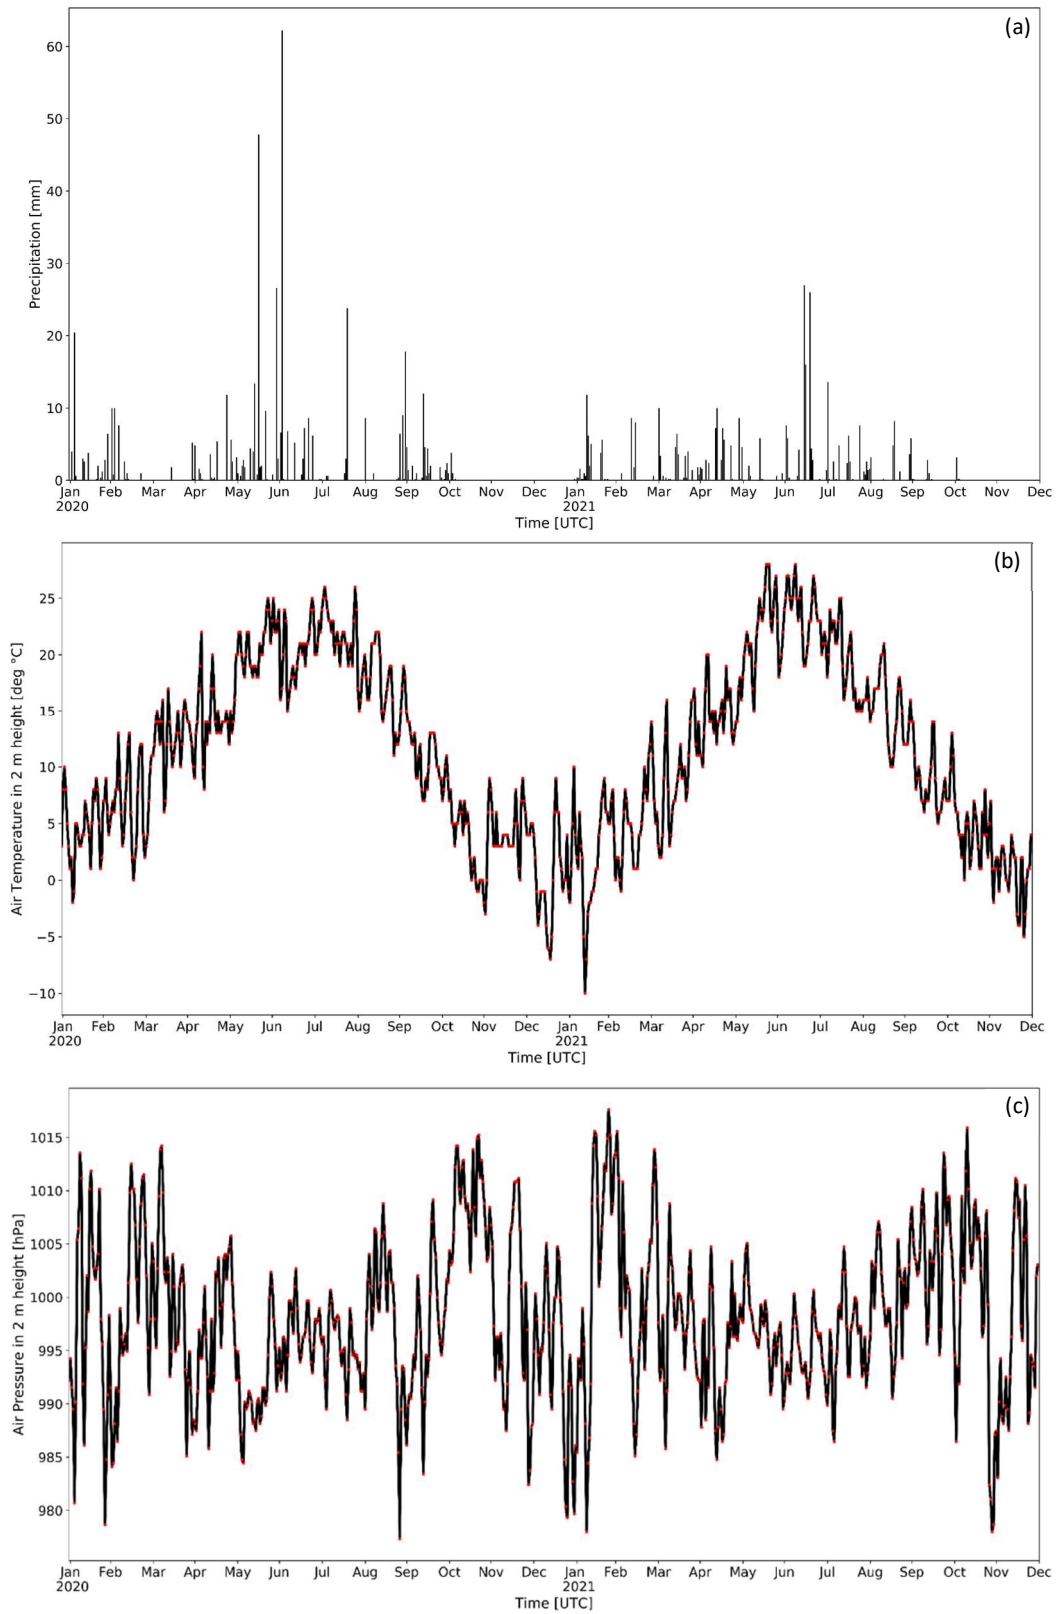 (a)
Precipitation [mm]
60
50
40
30
20
10
0
Jan Feb Mar Apr May Jun Jul Aug Sep Oct Nov Dec Jan Feb Mar Apr May Jun Jul Aug Sep Oct Nov Dec
2020 2021
Time [UTC]
(b)
Air Temperature in 2 m height [deg °C]
25
20
15
10
5
0
−5
−10
Jan Feb Mar Apr May Jun Jul Aug Sep Oct Nov Dec Jan Feb Mar Apr May Jun Jul Aug Sep Oct Nov Dec
2020 2021
Time [UTC]
(c)
Air Pressure in 2 m height [hPa]
1015
1010
1005
1000
995
990
985
980
Jan Feb Mar Apr May Jun Jul Aug Sep Oct Nov Dec Jan Feb Mar Apr May Jun Jul Aug Sep Oct Nov Dec
2020 2021
Time [UTC]